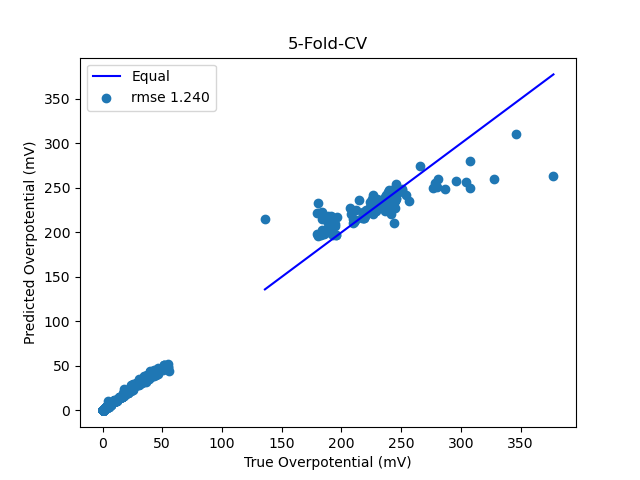 5-Fold-CV
Equal
rmse 1.240
Predicted Overpotential (mV)
350
300
250
200
150
100
50
0
0 50 100 150 200 250 300 350
True Overpotential (mV)